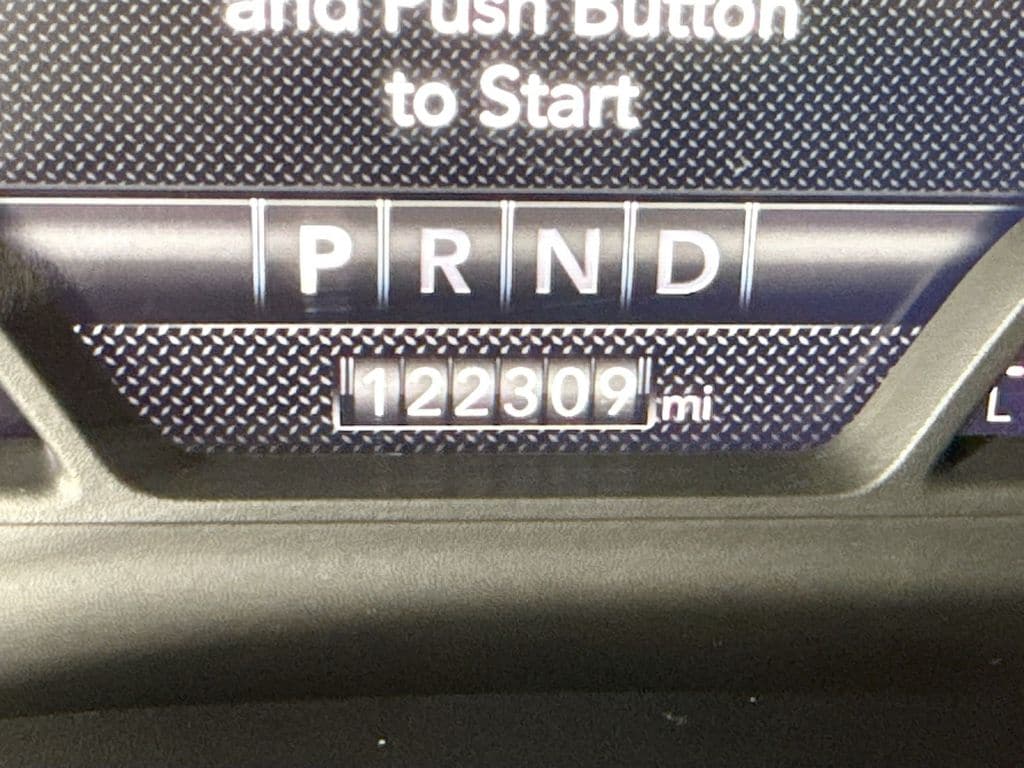 and Push Button
to Start
P R N D
122309 mi
L